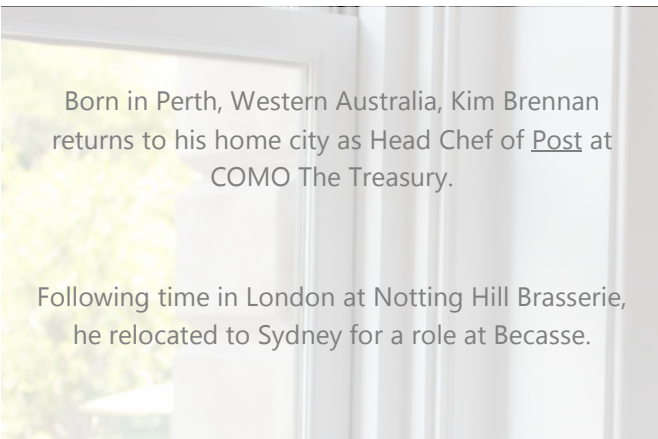 Born in Perth, Western Australia, Kim Brennan
returns to his home city as Head Chef of Post at
COMO The Treasury.
Following time in London at Notting Hill Brasserie,
he relocated to Sydney for a role at Becasse.